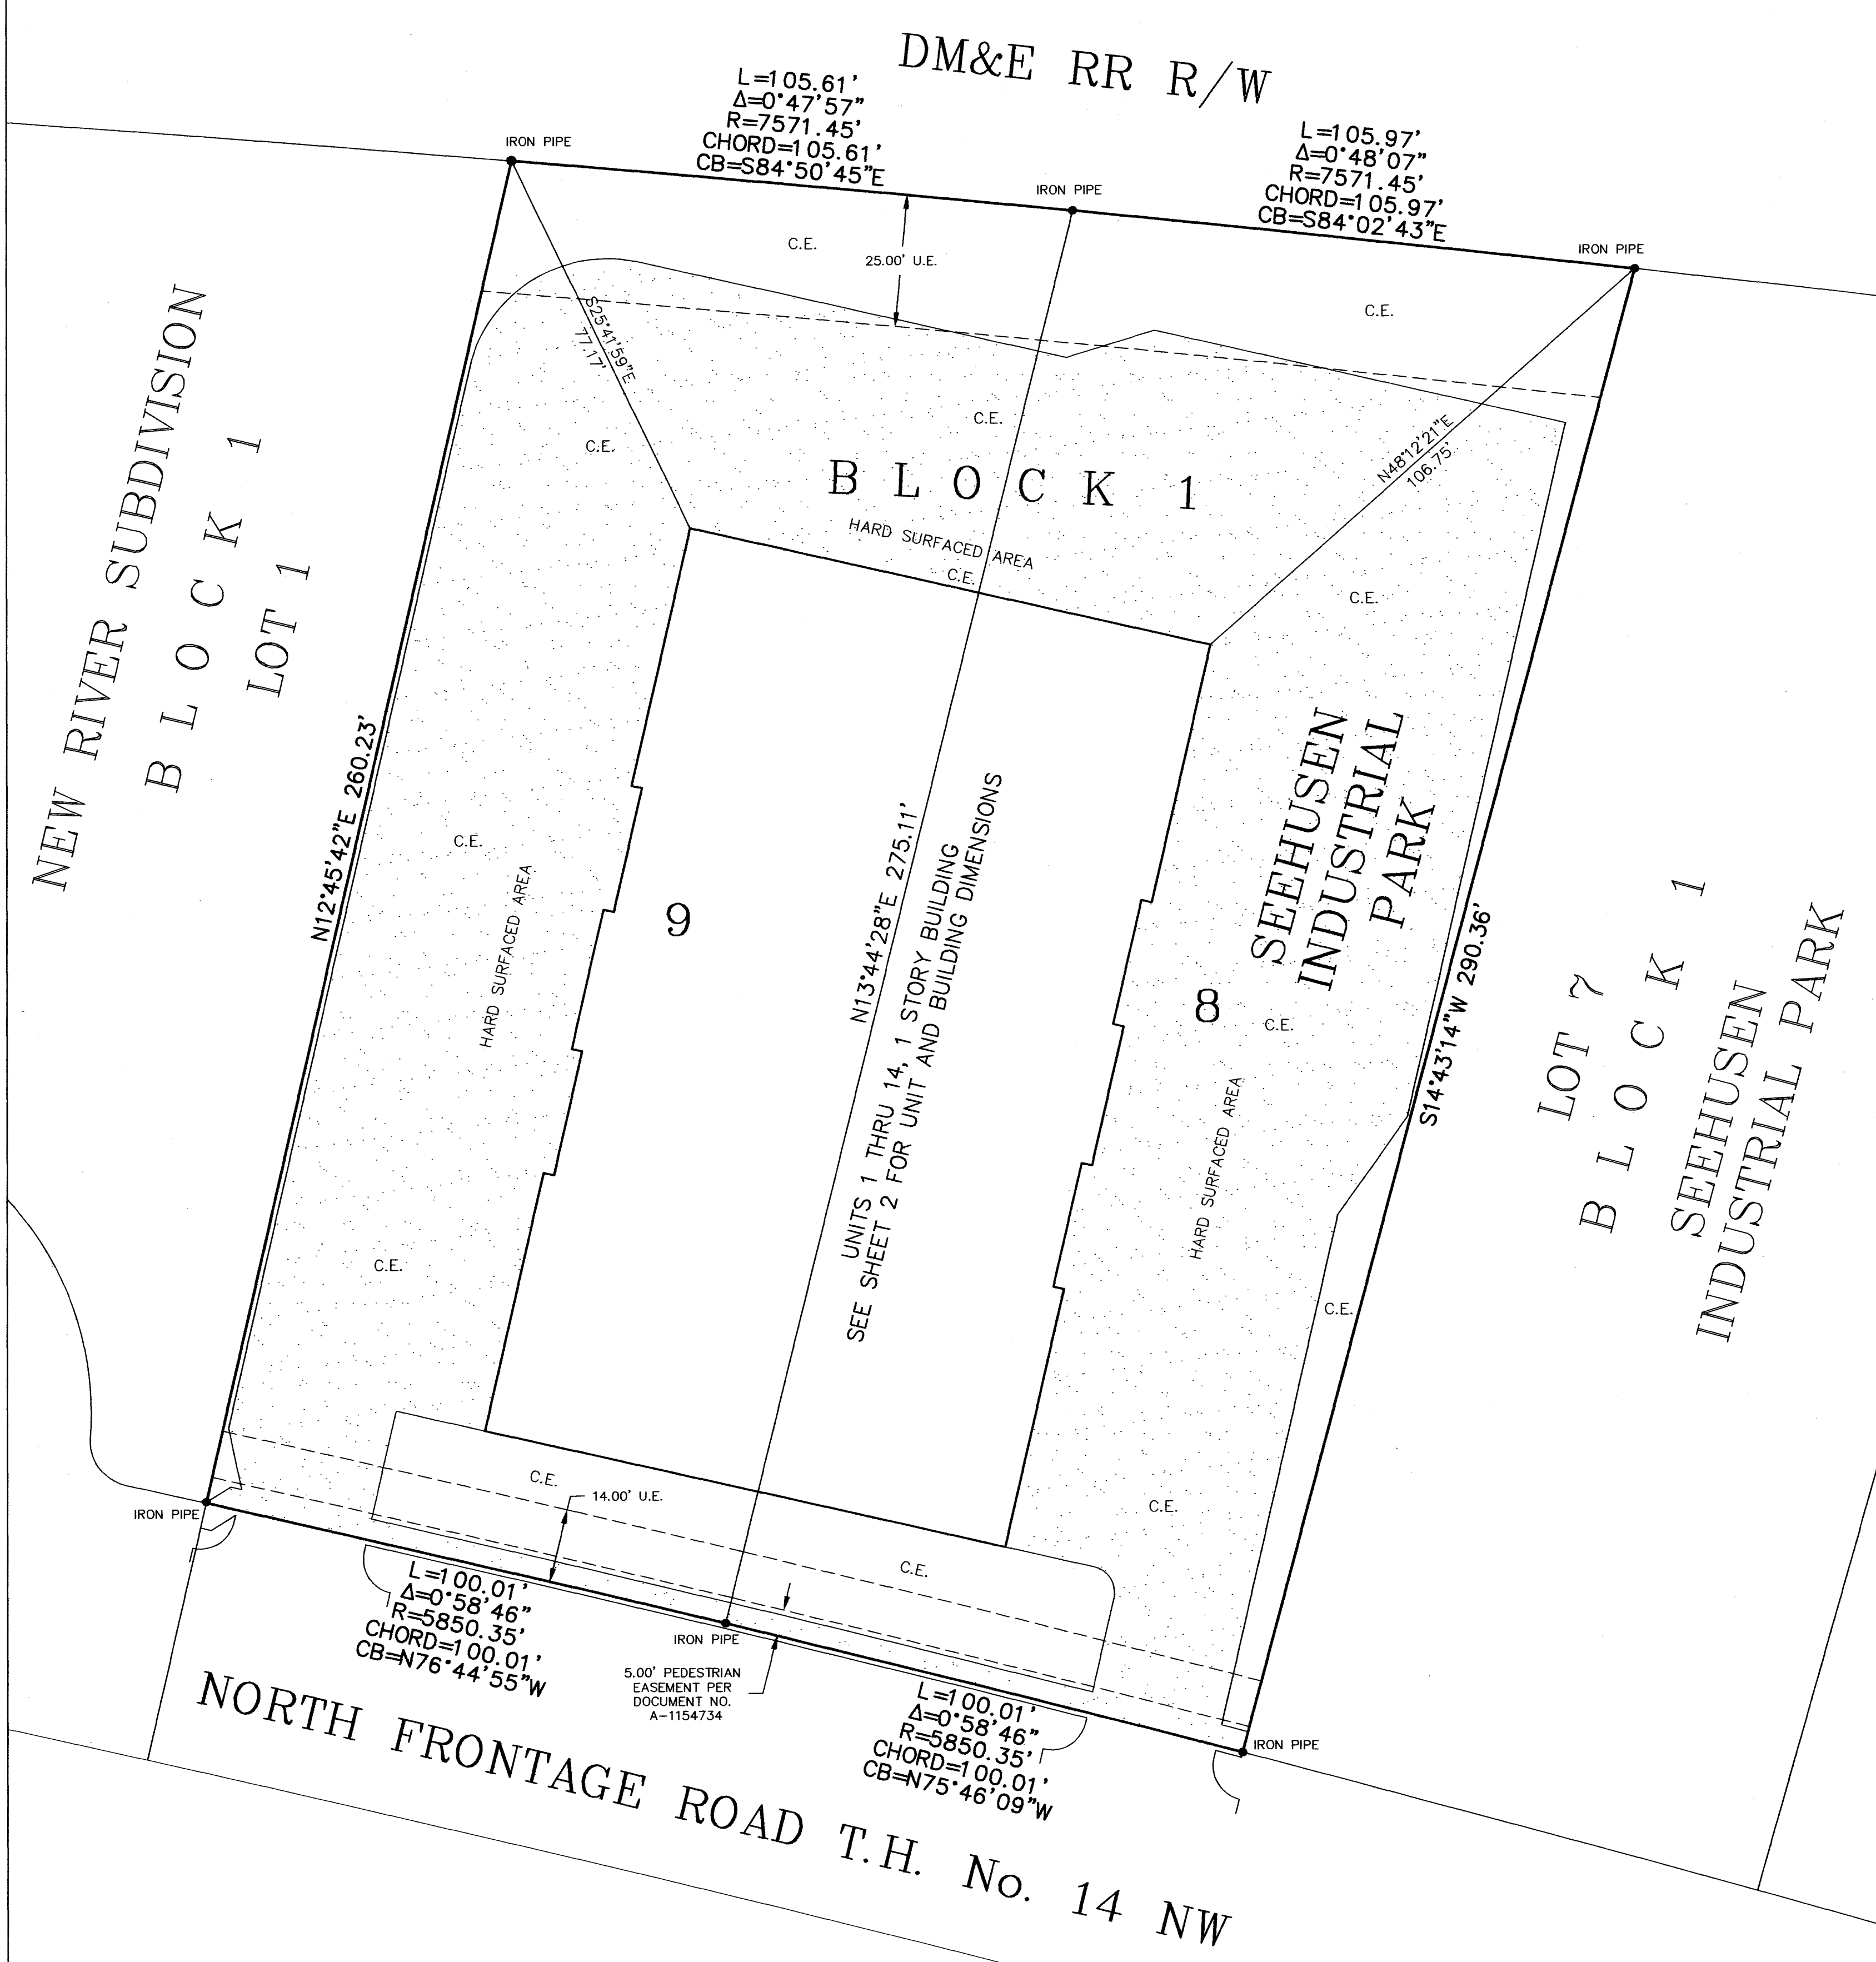 DM&E RR R/W
L=105.61'
Δ=0°47'57"
R=7571.45'
CHORD=105.61'
CB=S84°50'45"E
L=105.97'
Δ=0°48'07"
R=7571.45'
CHORD=105.97'
CB=S84°02'43"E
IRON PIPE
IRON PIPE
IRON PIPE
C.E.
25.00' U.E.
C.E.
S25°41'59"E
77.17'
N48°12'21"E
106.75'
C.E.
C.E.
BLOCK 1
HARD SURFACED AREA
C.E.
C.E.
NEW RIVER SUBDIVISION
BLOCK 1
LOT 1
N12°45'42"E 260.23'
C.E.
HARD SURFACED AREA
9
N13°44'28"E 275.11'
UNITS 1 THRU 14, 1 STORY BUILDING
SEE SHEET 2 FOR UNIT AND BUILDING DIMENSIONS
SEEHUSEN
INDUSTRIAL
PARK
8
C.E.
HARD SURFACED AREA
S14°43'14"W 290.36'
LOT 7
BLOCK 1
SEEHUSEN
INDUSTRIAL PARK
C.E.
C.E.
C.E.
14.00' U.E.
C.E.
C.E.
IRON PIPE
L=100.01'
Δ=0°58'46"
R=5850.35'
CHORD=100.01'
CB=N76°44'55"W
IRON PIPE
5.00' PEDESTRIAN
EASEMENT PER
DOCUMENT NO.
A-1154734
L=100.01'
Δ=0°58'46"
R=5850.35'
CHORD=100.01'
CB=N75°46'09"W
IRON PIPE
NORTH FRONTAGE ROAD T.H. No. 14 NW